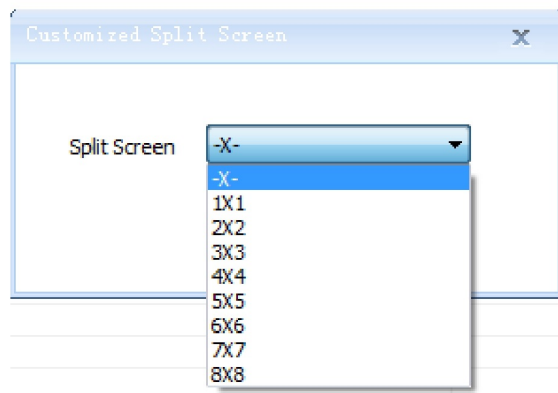 Customized Split Screen
X
Split Screen
-X-
-X-
1X1
2X2
3X3
4X4
5X5
6X6
7X7
8X8